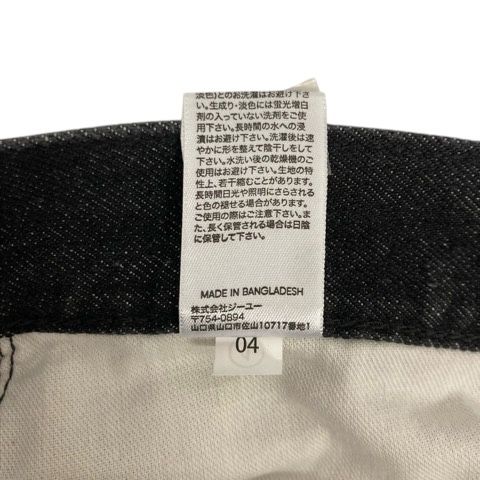 淡色)とのお洗濯はお避け下さ
い。生成り・淡色には蛍光増白
剤の入っていない洗剤をご使
用下さい。長時間の水への浸
漬はお避け下さい。洗濯後は速
やかに形を整えて陰干しをして
下さい。水洗い後の乾燥機のご
使用はお避け下さい。生地の特
性上、若干縮むことがあります。
長時間日光や照明にさらされる
と色の褪せる場合があります。
ご使用の際はご注意下さい。ま
た、長く保管される場合は日陰
に保管して下さい。
MADE IN BANGLADESH
株式会社ジーユー
〒754-0894
山口県山口市佐山10717番地1
04